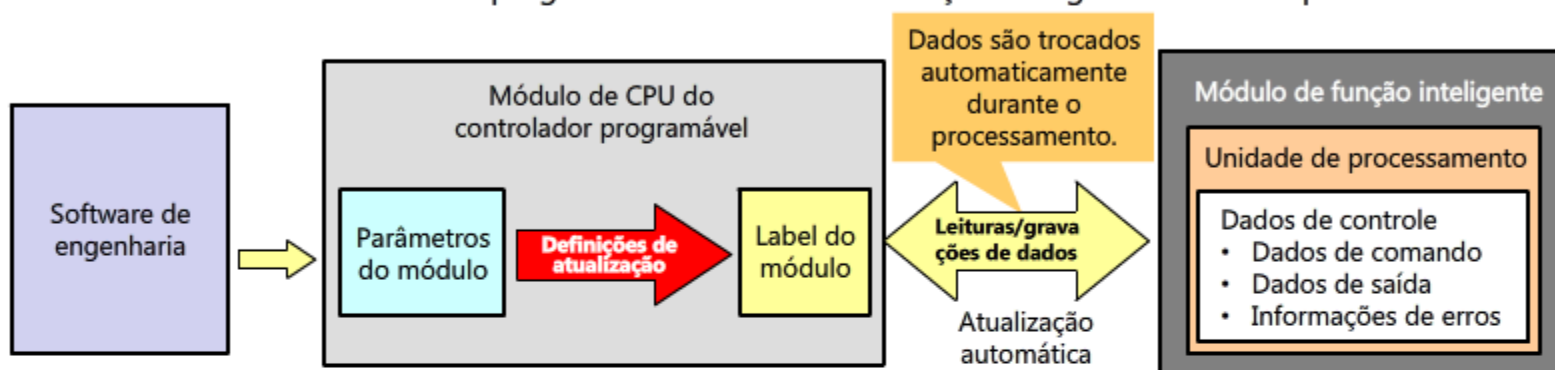 Dados são trocados
automaticamente
durante o
processamento.
Módulo de CPU do
controlador programável
Módulo de função inteligente
Unidade de processamento
Software de
engenharia
Parâmetros
do módulo
Definições de
atualização
Label do
módulo
Leituras/grava
ções de dados
Atualização
automática
Dados de controle
• Dados de comando
• Dados de saída
• Informações de erros